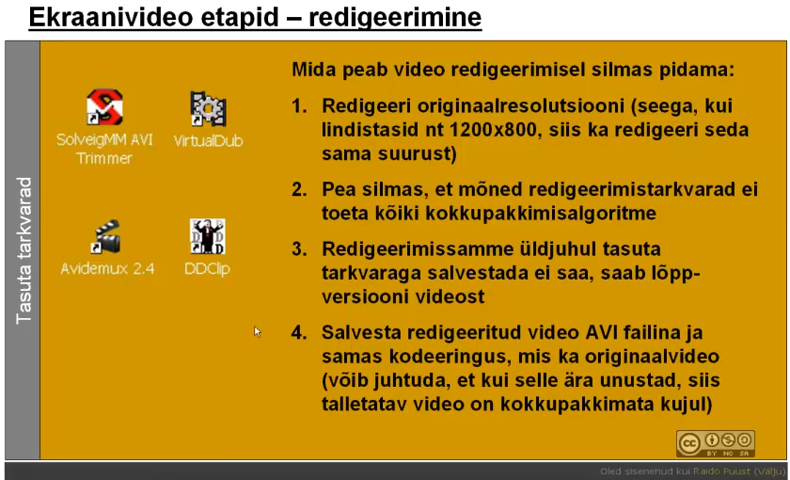 Ekraanivideo etapid – redigeerimine
Tasuta tarkvarad
SolveigMM AVI
Trimmer
VirtualDub
Avidemux 2.4
DDClip
Mida peab video redigeerimisel silmas pidama:
1. Redigeeri originaalresolutsiooni (seega, kui
lindistasid nt 1200x800, siis ka redigeeri seda
sama suurust)
2. Pea silmas, et mõned redigeerimistarkvarad ei
toeta kõiki kokkupakkimisalgoritme
3. Redigeerimissamme üldjuhul tasuta
tarkvaraga salvestada ei saa, saab lõpp-
versiooni videost
4. Salvesta redigeeritud video AVI failina ja
samas kodeeringus, mis ka originaalvideo
(võib juhtuda, et kui selle ära unustad, siis
talletatav video on kokkupakkimata kujul)
cc BY NC SA
Oled sisenenud kui Raido Puust (Välju)